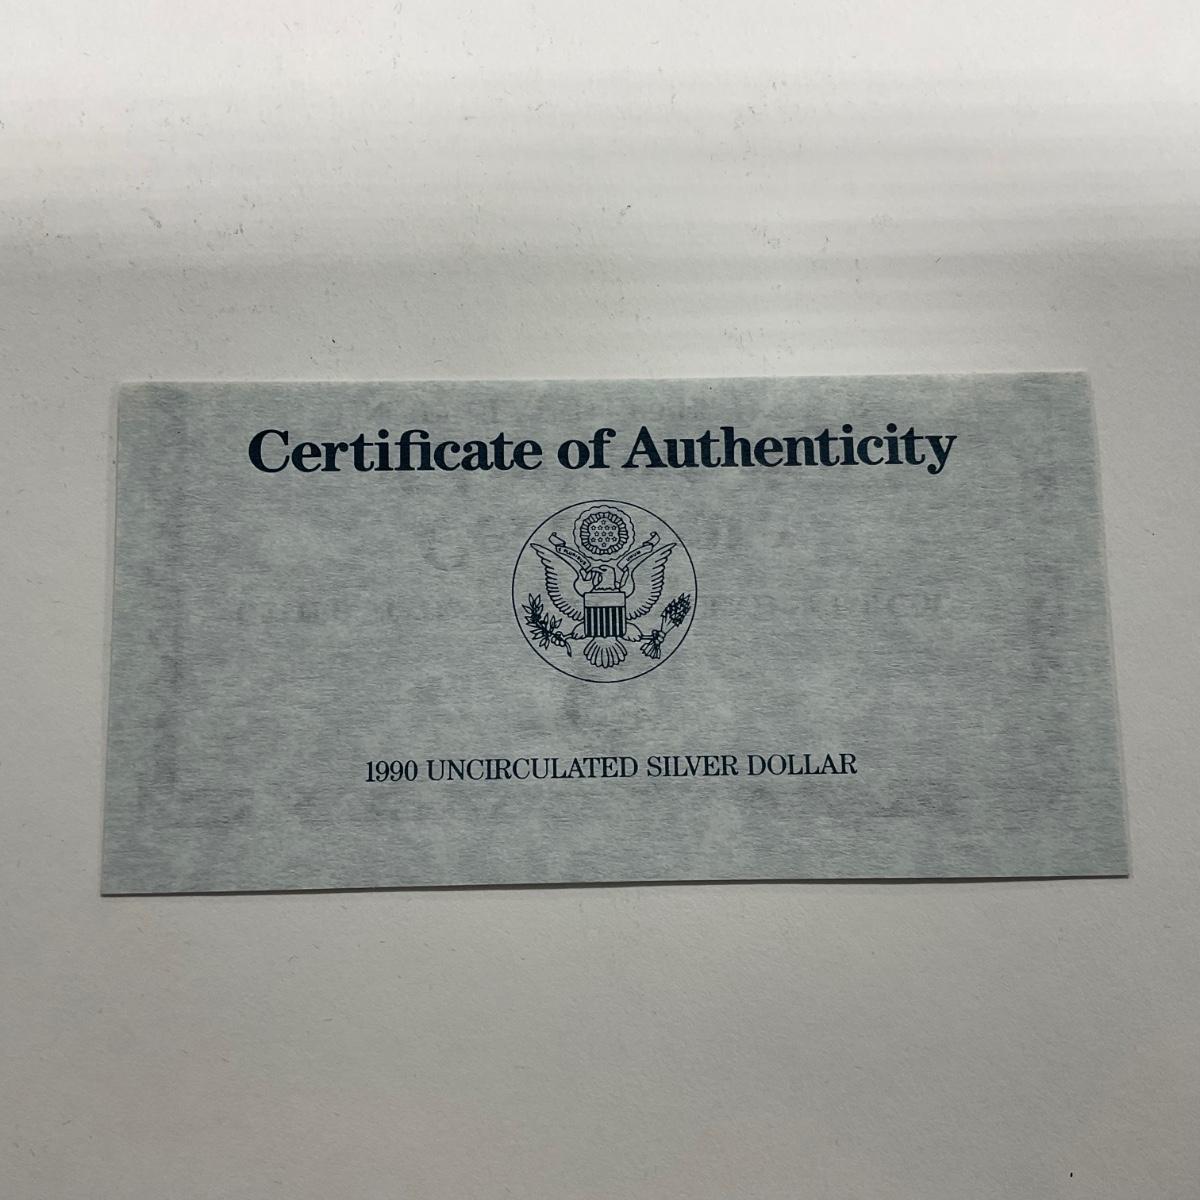 Certificate of Authenticity
1990 UNCIRCULATED SILVER DOLLAR